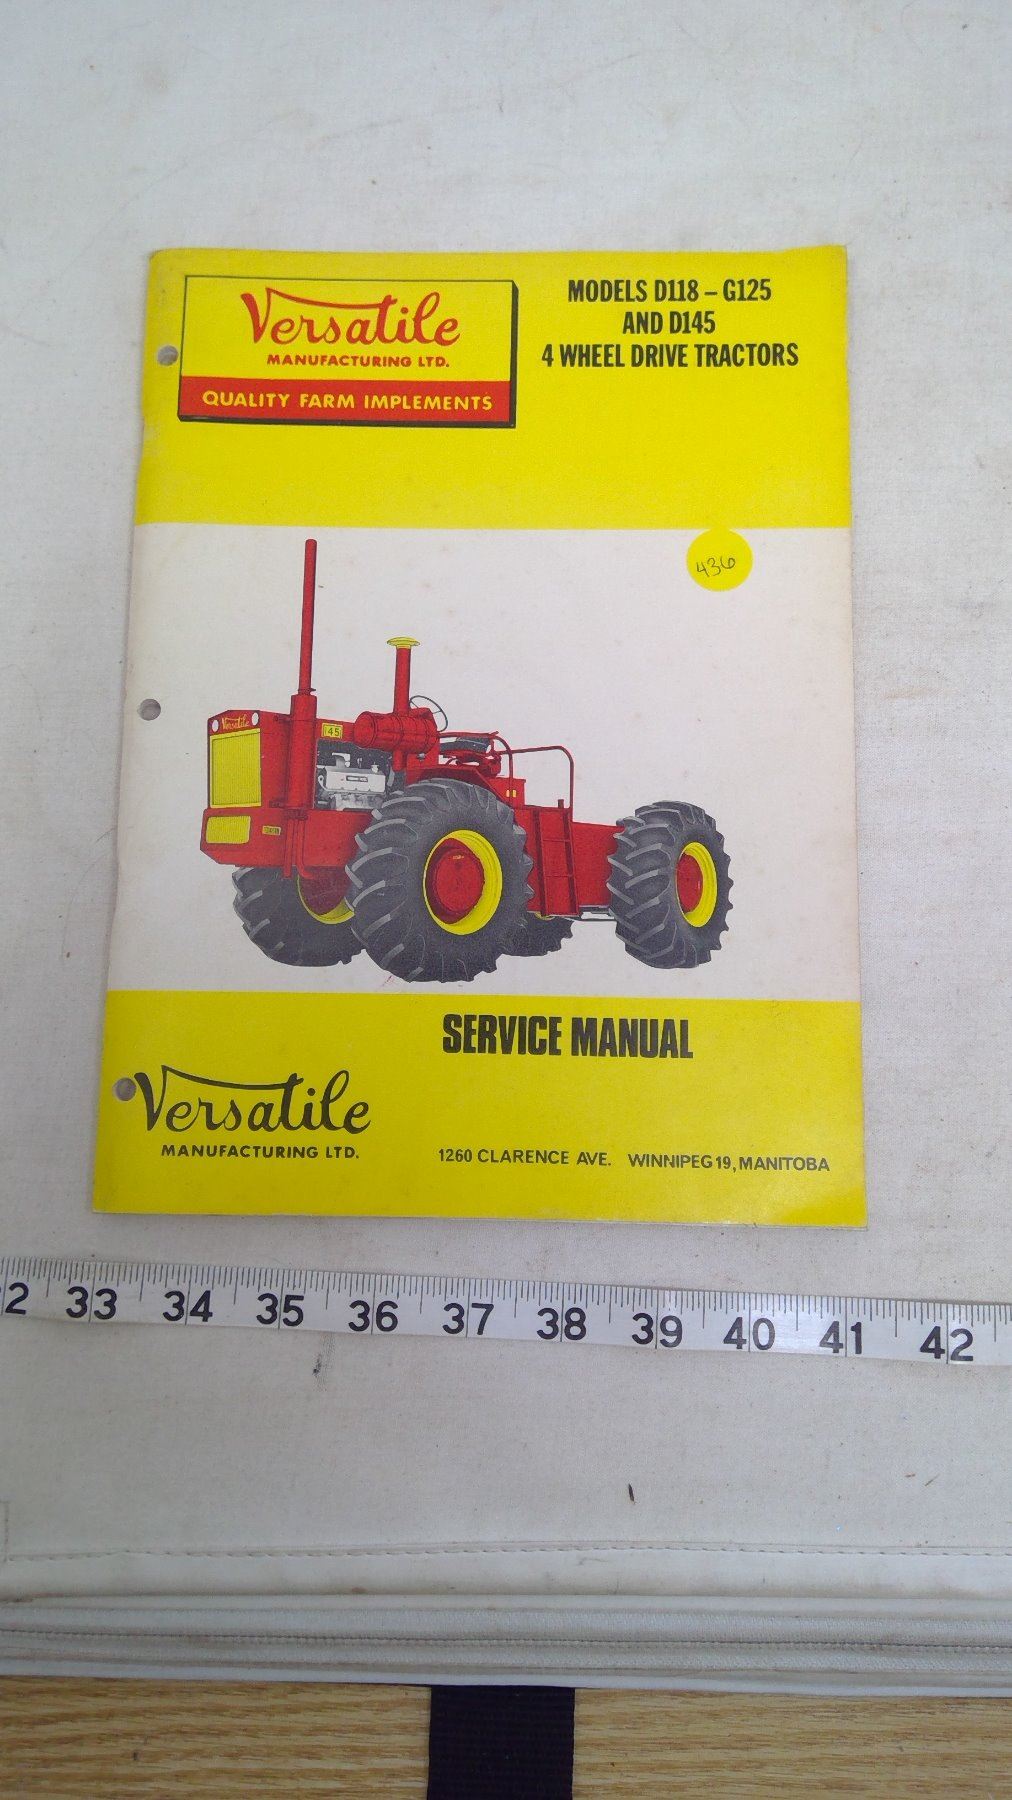 Versatile
MANUFACTURING LTD.
QUALITY FARM IMPLEMENTS
MODELS D118 – G125
AND D145
4 WHEEL DRIVE TRACTORS
436
Versatile
145
SERVICE MANUAL
Versatile
MANUFACTURING LTD.
1260 CLARENCE AVE. WINNIPEG 19, MANITOBA
2 33 34 35 36 37 38 39 40 41 42